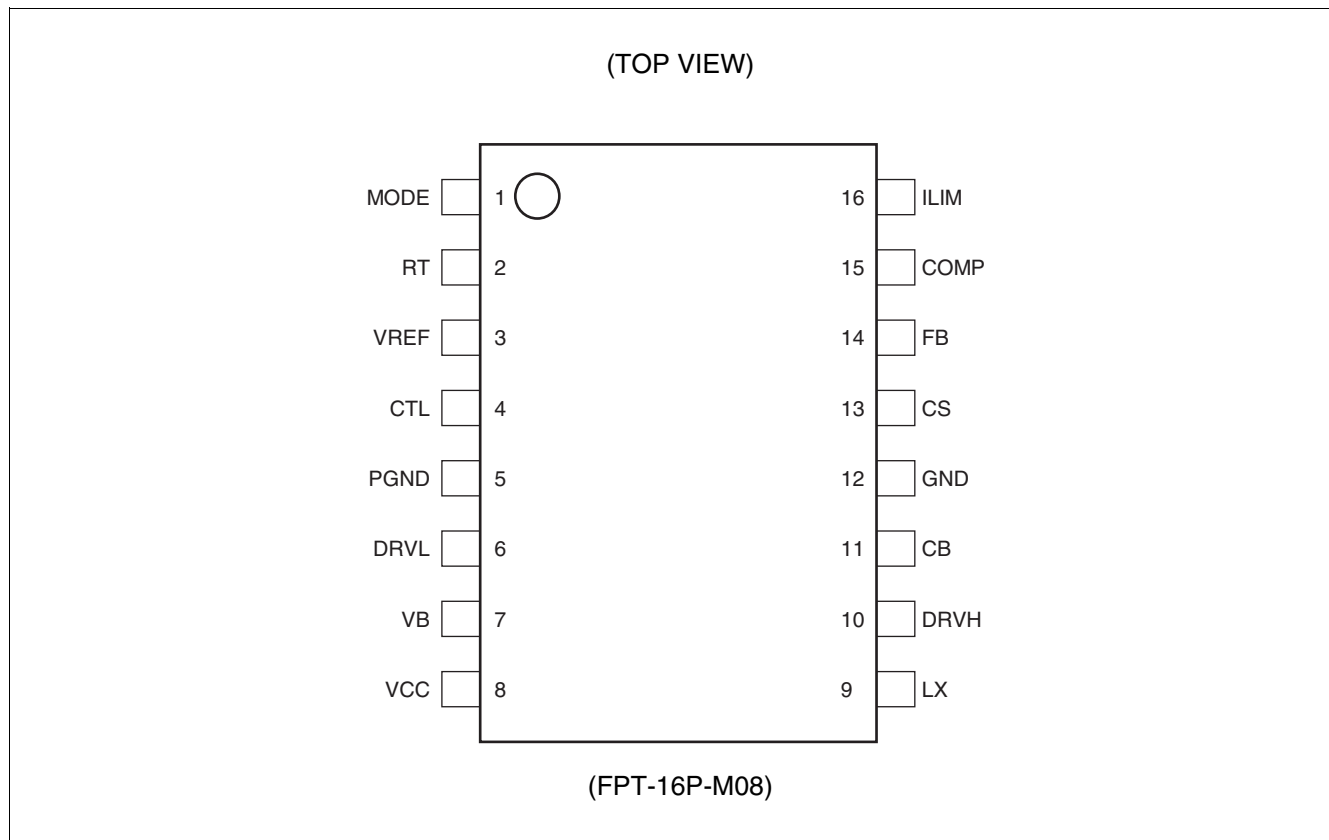 (TOP VIEW)
MODE 1 16 ILIM
RT 2 15 COMP
VREF 3 14 FB
CTL 4 13 CS
PGND 5 12 GND
DRVL 6 11 CB
VB 7 10 DRVH
VCC 8 9 LX
(FPT-16P-M08)